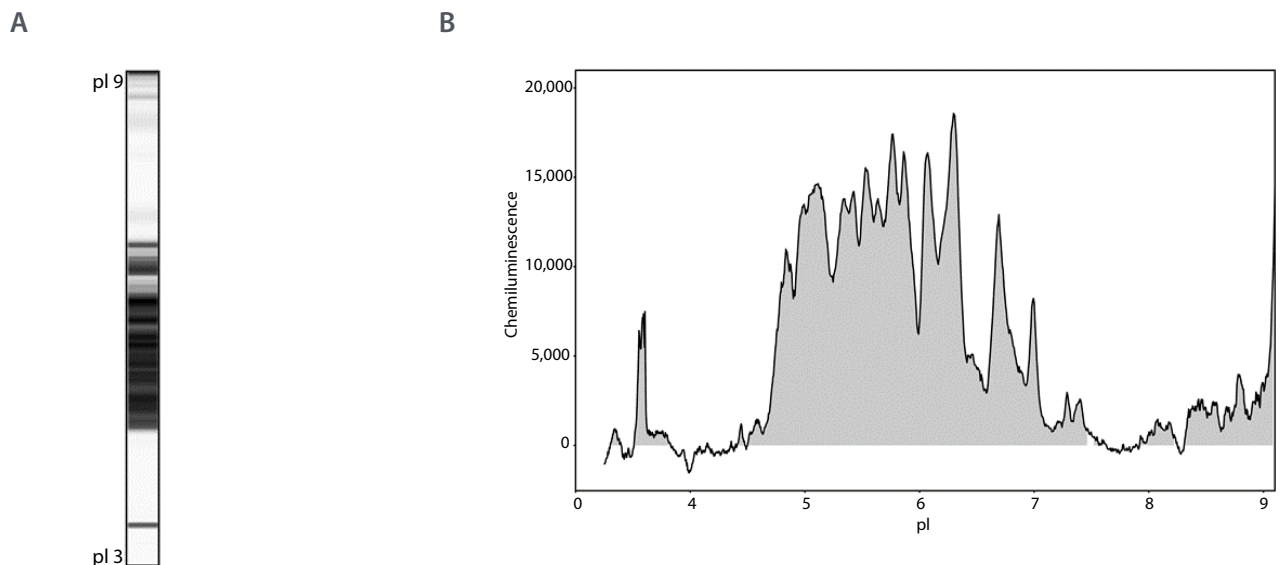 A
B
pI 9
pI 3
20,000
15,000
10,000
5,000
0
Chemiluminescence
0 4 5 6 7 8 9
pI